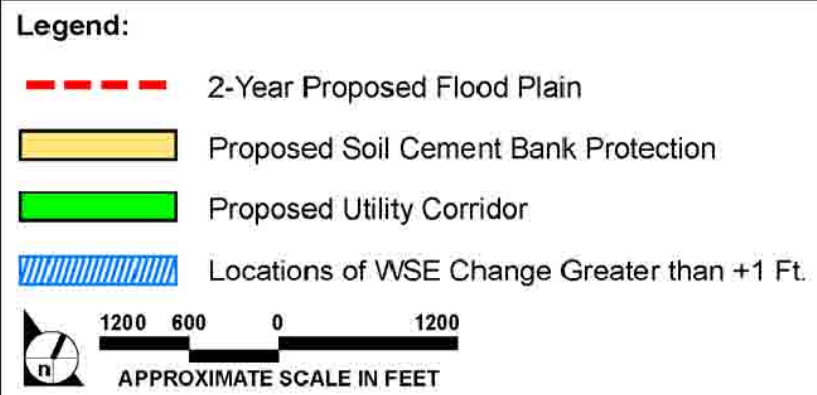 Legend:
2-Year Proposed Flood Plain
Proposed Soil Cement Bank Protection
Proposed Utility Corridor
Locations of WSE Change Greater than +1 Ft.
1200 600 0 1200
n
APPROXIMATE SCALE IN FEET